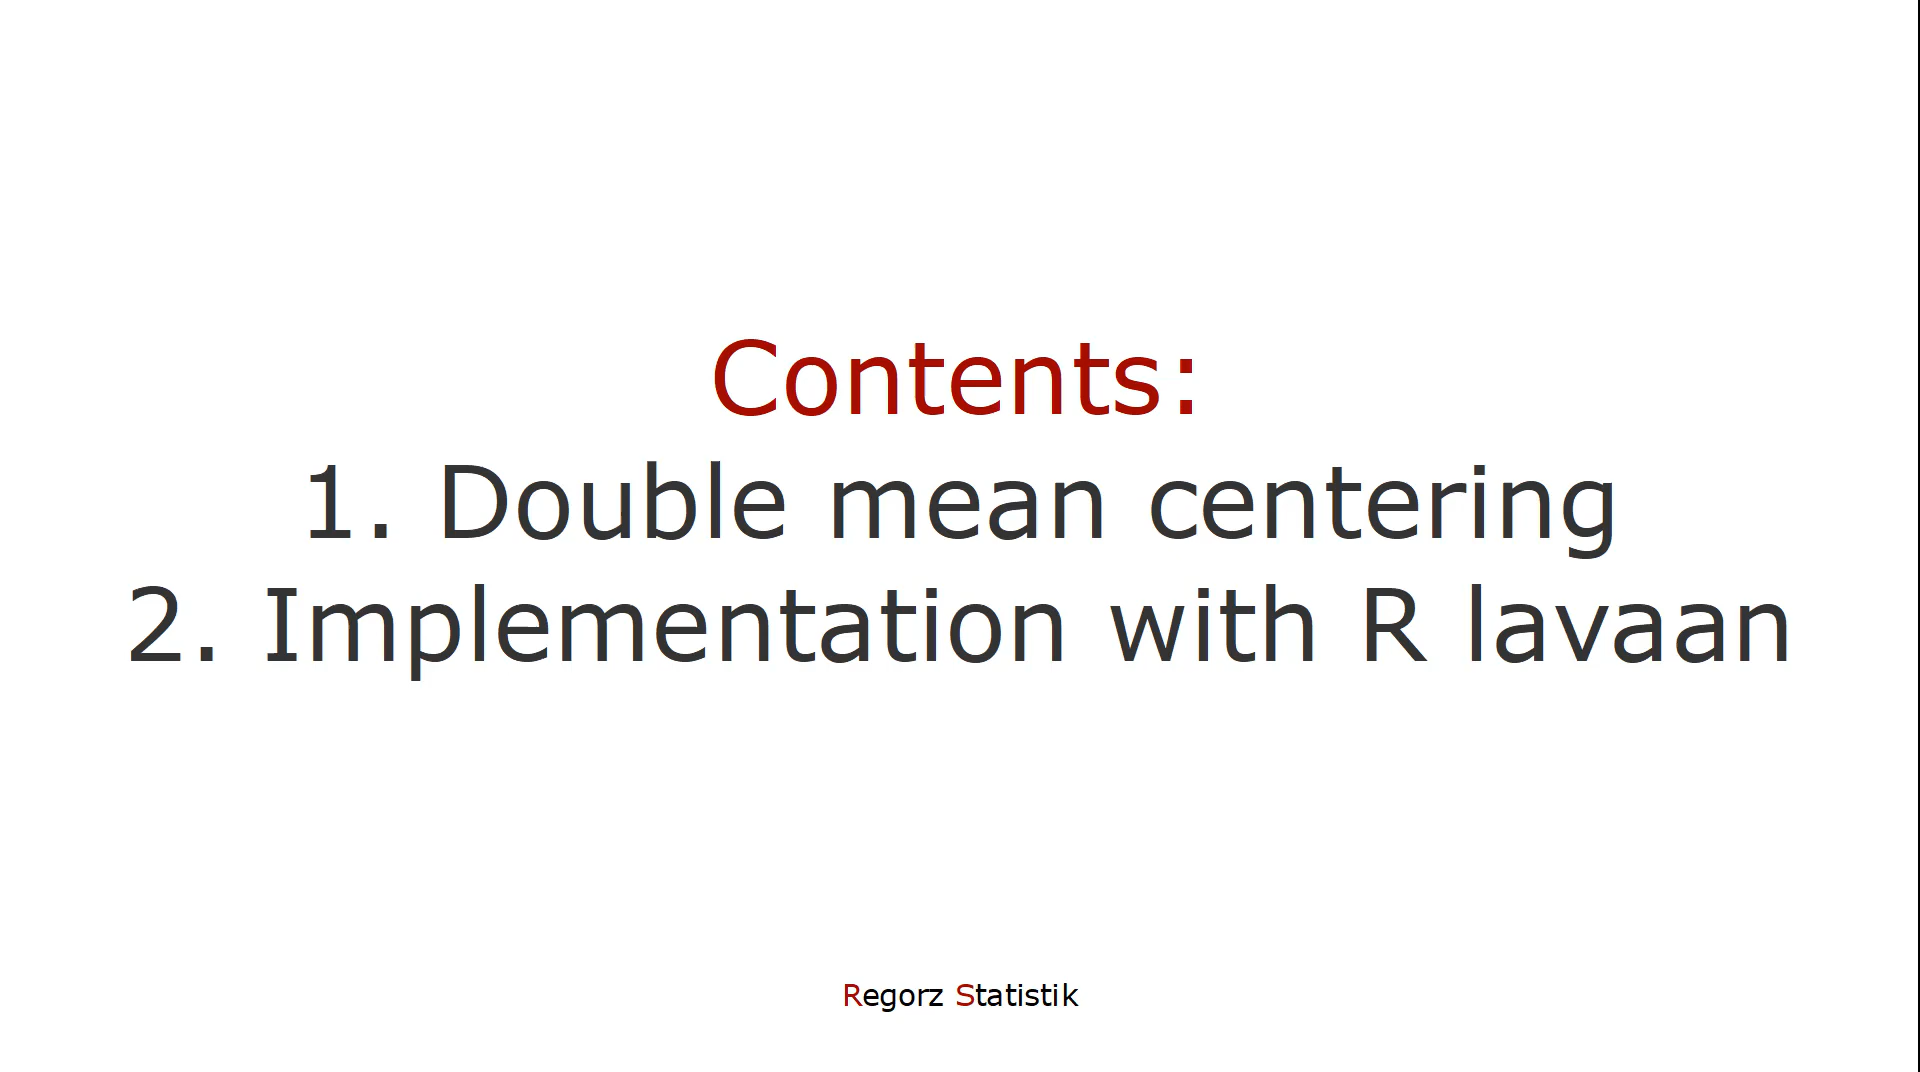 Contents:
1. Double mean centering
2. Implementation with R lavaan
Regorz Statistik